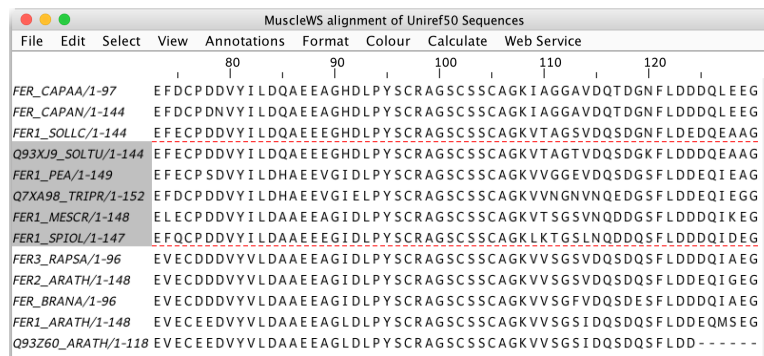 MuscleWS alignment of Uniref50 Sequences
File Edit Select View Annotations Format Colour Calculate Web Service
80 90 100 110 120
FER_CAPAA/1-97 EFDCPDDVYILDQAEEAGHDLPYSCRAGSCSSCAGKIAGGAVDQTDGNFLDDDQLEEG
FER_CAPAN/1-144 EFDCPDNVYILDQAEEAGHDLPYSCRAGSCSSCAGKIAGGAVDQTDGNFLDDDQLEEG
FER1_SOLLC/1-144 EFECPDDVYILDQAEEEGHDLPYSCRAGSCSSCAGKVTAGSVDQSDGNFLDEDQEAAG
Q93XJ9_SOLTU/1-144 EFECPDDVYILDQAEEEGHDLPYSCRAGSCSSCAGKVTAGTVDQSDGKFLDDDQEAAG
FER1_PEA/1-149 EFECPSDVYILDHAEEVGIDLPYSCRAGSCSSCAGKVVGGEVDQSDGSFLDDEQIEAG
Q7XA98_TRIPR/1-152 EFDCPDDVYILDHAEEVGIELPYSCRAGSCSSCAGKVVNGNVNQEDGSFLDDEQIEGG
FER1_MESCR/1-148 ELECPDDVYILDAAEEAGIDLPYSCRAGSCSSCAGKVTSGSVNQDDGSFLDDEQIKEG
FER1_SPIOL/1-147 EFQCPDDVYILDAAEEEGIDLPYSCRAGSCSSCAGKLKTGSLNQDDQSFLDDDQIDEG
FER3_RAPSA/1-96 EVECDDDVYVLDAAEEAGIDLPYSCRAGSCSSCAGKVVSGSVDQSDQSFLDDDQIAEG
FER2_ARATH/1-148 EVECDDDVYVLDAAEEAGIDLPYSCRAGSCSSCAGKVVSGSVDQSDQSFLDDEQIGEG
FER_BRANA/1-96 EVECDDDVYVLDAAEEAGIDLPYSCRAGSCSSCAGKVVSGFVDQSDESFLDDDQIAEG
FER1_ARATH/1-148 EVECEEDVYVLDAAEEAGLDLPYSCRAGSCSSCAGKVVSGSIDQSDQSFLDDEQMSEG
Q93Z60_ARATH/1-118 EVECEEDVYVLDAAEEAGLDLPYSCRAGSCSSCAGKVVSGSIDQSDQSFLDD------